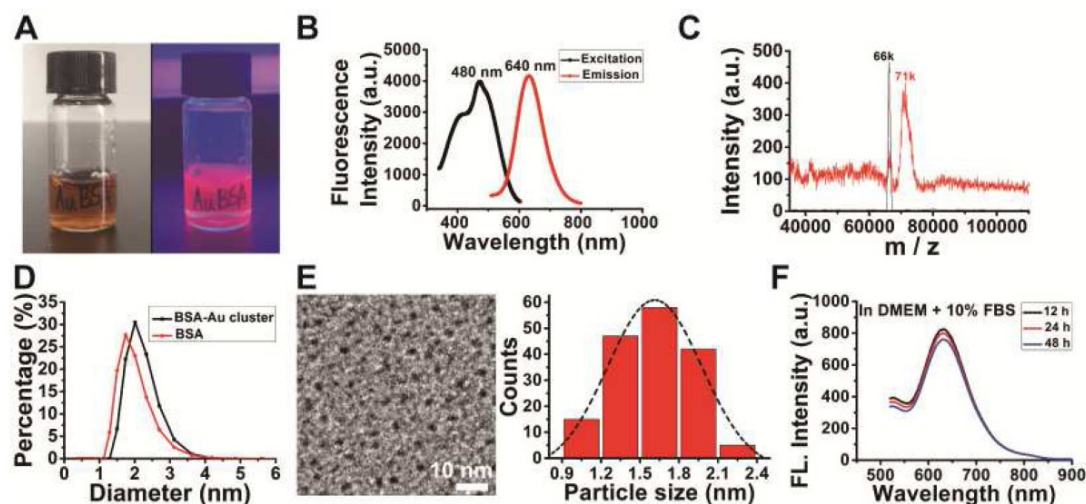 A
Au BSA
Au BSA
B
Fluorescence
Intensity (a.u.)
5000
4000
3000
2000
1000
0
480 nm
640 nm
Excitation
Emission
400 500 600 700 800 1000
Wavelength (nm)
C
Intensity (a.u.)
500
400
300
200
100
0
66k
71k
40000 60000 80000 100000
m / z
D
Percentage (%)
35
30
25
20
15
10
5
0
BSA-Au cluster
BSA
0 1 2 3 4 5 6
Diameter (nm)
E
10 nm
Counts
60
50
40
30
20
10
0
0.9 1.2 1.5 1.8 2.1 2.4
Particle size (nm)
F
FL. Intensity (a.u.)
1000
800
600
400
200
0
In DMEM + 10% FBS
12 h
24 h
48 h
500 600 700 800 900
Wavelength (nm)